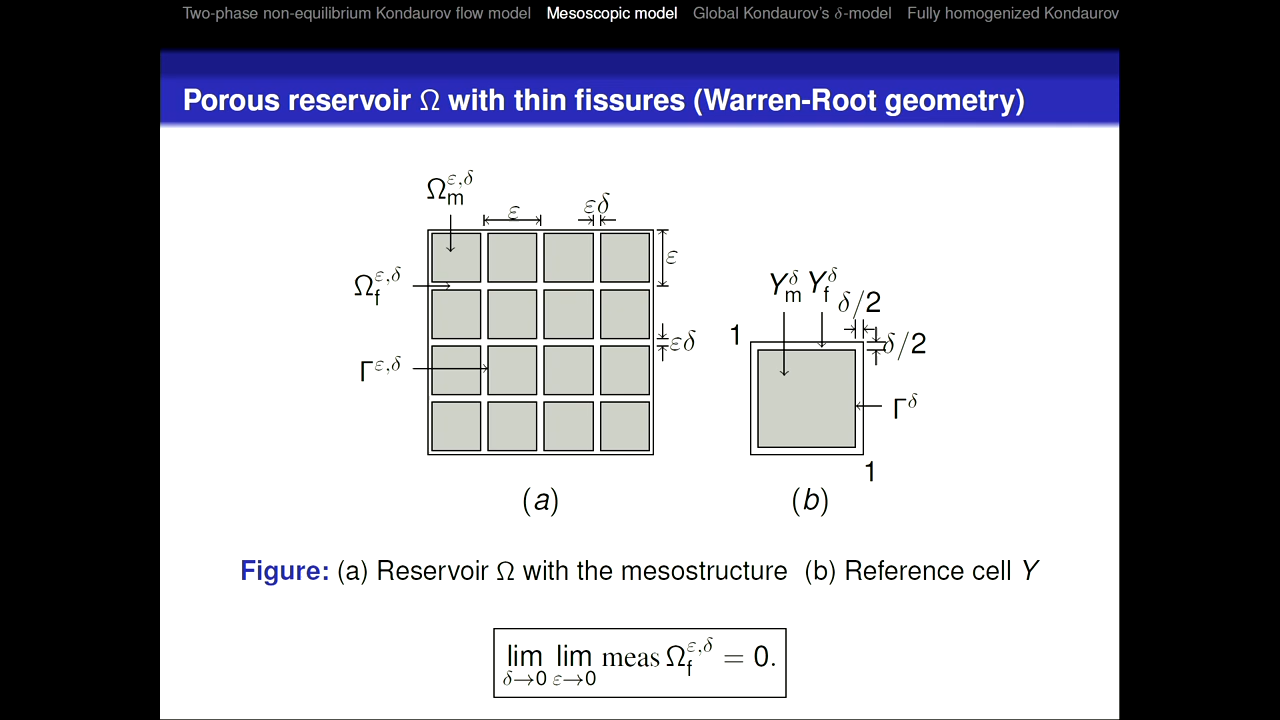 Two-phase non-equilibrium Kondaurov flow model Mesoscopic model Global Kondaurov's δ-model Fully homogenized Kondaurov
Porous reservoir Ω with thin fissures (Warren-Root geometry)
Ω_m^{ε,δ}
ε
εδ
ε
Ω_f^{ε,δ}
εδ
Γ^{ε,δ}
Y_m^δ Y_f^δ
δ/2
1
δ/2
Γ^δ
1
(a)
(b)
Figure: (a) Reservoir Ω with the mesostructure (b) Reference cell Y
lim_{δ→0} lim_{ε→0} meas Ω_f^{ε,δ} = 0.